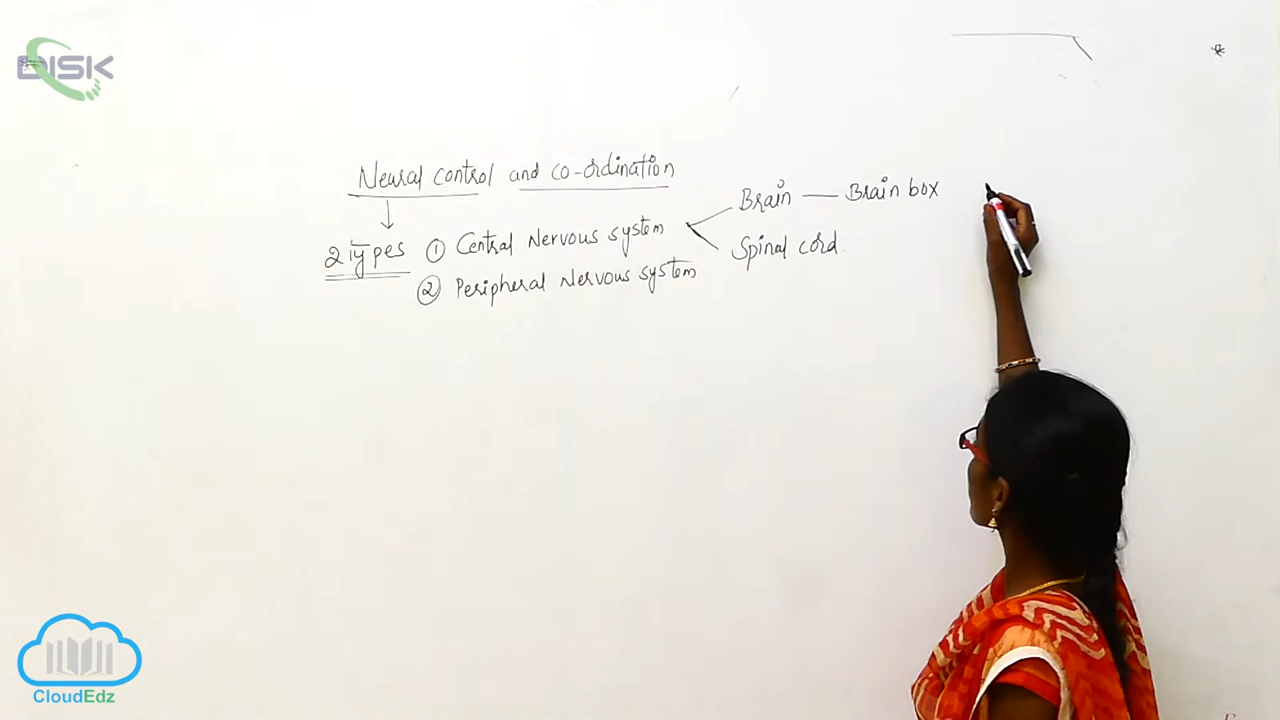 DISK
Neural control and co-ordination
Brain — Brain box
2 Types ① Central Nervous system
Spinal cord.
② Peripheral Nervous system
CloudEdz